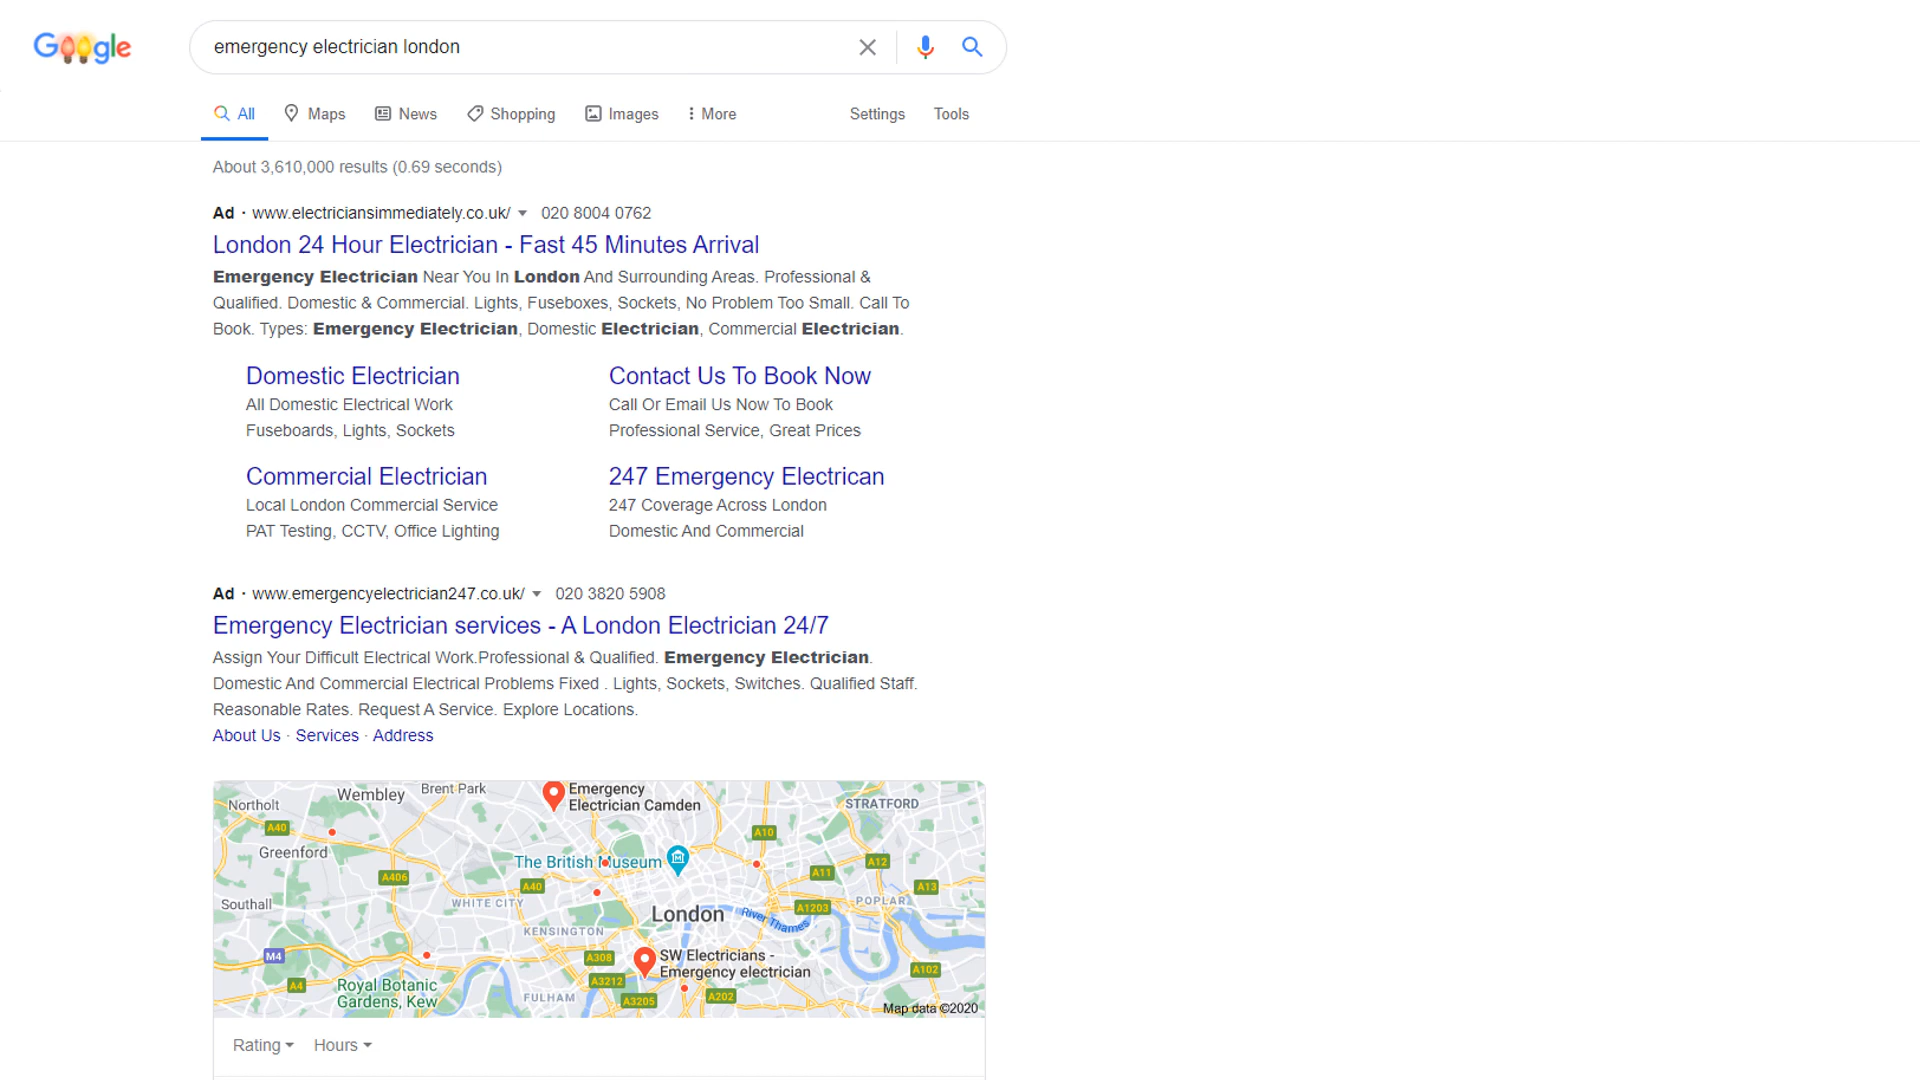 Google
emergency electrician london
All Maps News Shopping Images More Settings Tools
About 3,610,000 results (0.69 seconds)
Ad · www.electriciansimmediately.co.uk/ 020 8004 0762
London 24 Hour Electrician - Fast 45 Minutes Arrival
Emergency Electrician Near You In London And Surrounding Areas. Professional &
Qualified. Domestic & Commercial. Lights, Fuseboxes, Sockets, No Problem Too Small. Call To
Book. Types: Emergency Electrician, Domestic Electrician, Commercial Electrician.
Domestic Electrician
All Domestic Electrical Work
Fuseboards, Lights, Sockets
Contact Us To Book Now
Call Or Email Us Now To Book
Professional Service, Great Prices
Commercial Electrician
Local London Commercial Service
PAT Testing, CCTV, Office Lighting
247 Emergency Electrican
247 Coverage Across London
Domestic And Commercial
Ad · www.emergencyelectrician247.co.uk/ 020 3820 5908
Emergency Electrician services - A London Electrician 24/7
Assign Your Difficult Electrical Work.Professional & Qualified. Emergency Electrician.
Domestic And Commercial Electrical Problems Fixed . Lights, Sockets, Switches. Qualified Staff.
Reasonable Rates. Request A Service. Explore Locations.
About Us · Services · Address
Northolt
Wembley
Brent Park
Emergency
Electrician Camden
STRATFORD
A40
Greenford
A10
The British Museum
A12
A406
A40
A11
A13
WHITE CITY
Southall
London
River Thames
A1203
POPLAR
KENSINGTON
M4
A308
SW Electricians -
Emergency electrician
A102
A4
Royal Botanic
Gardens, Kew
A3212
FULHAM
A3205
A202
Map data ©2020
Rating Hours